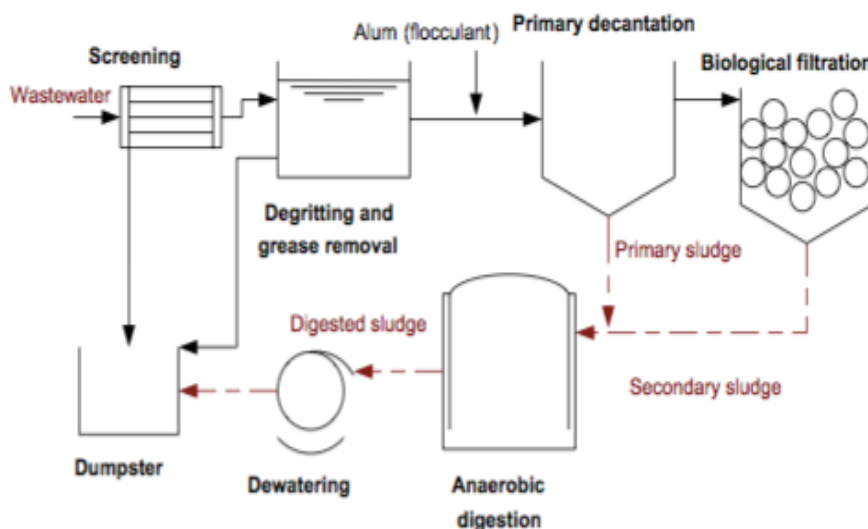 Alum (flocculant)
Primary decantation
Screening
Biological filtration
Wastewater
Degritting and
grease removal
Primary sludge
Digested sludge
Secondary sludge
Dumpster
Dewatering
Anaerobic
digestion